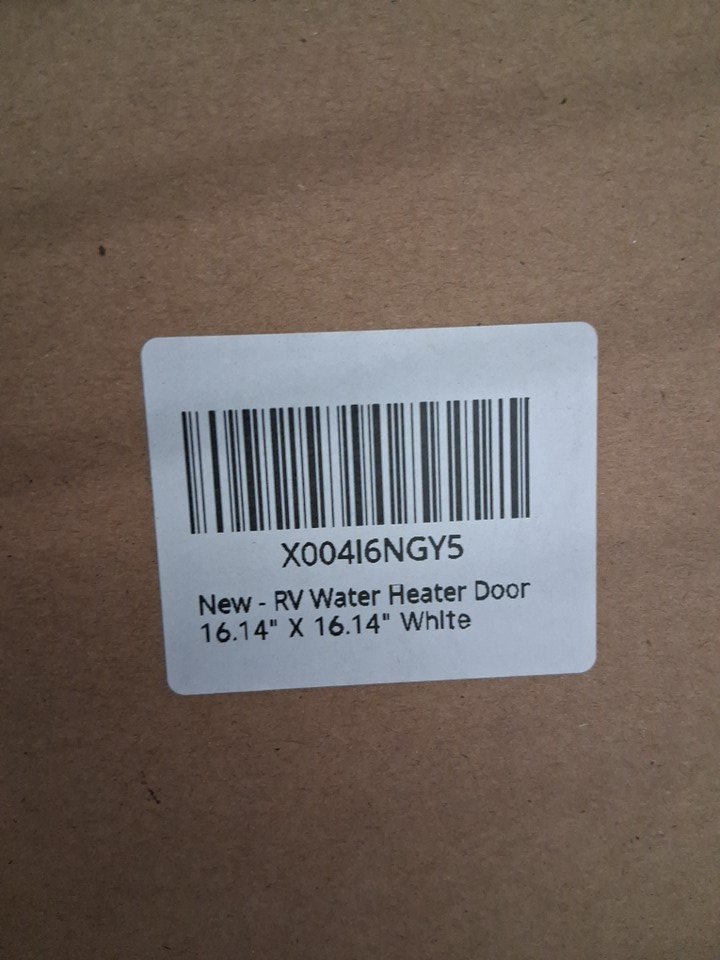 X004I6NGY5
New - RV Water Heater Door
16.14" X 16.14" White